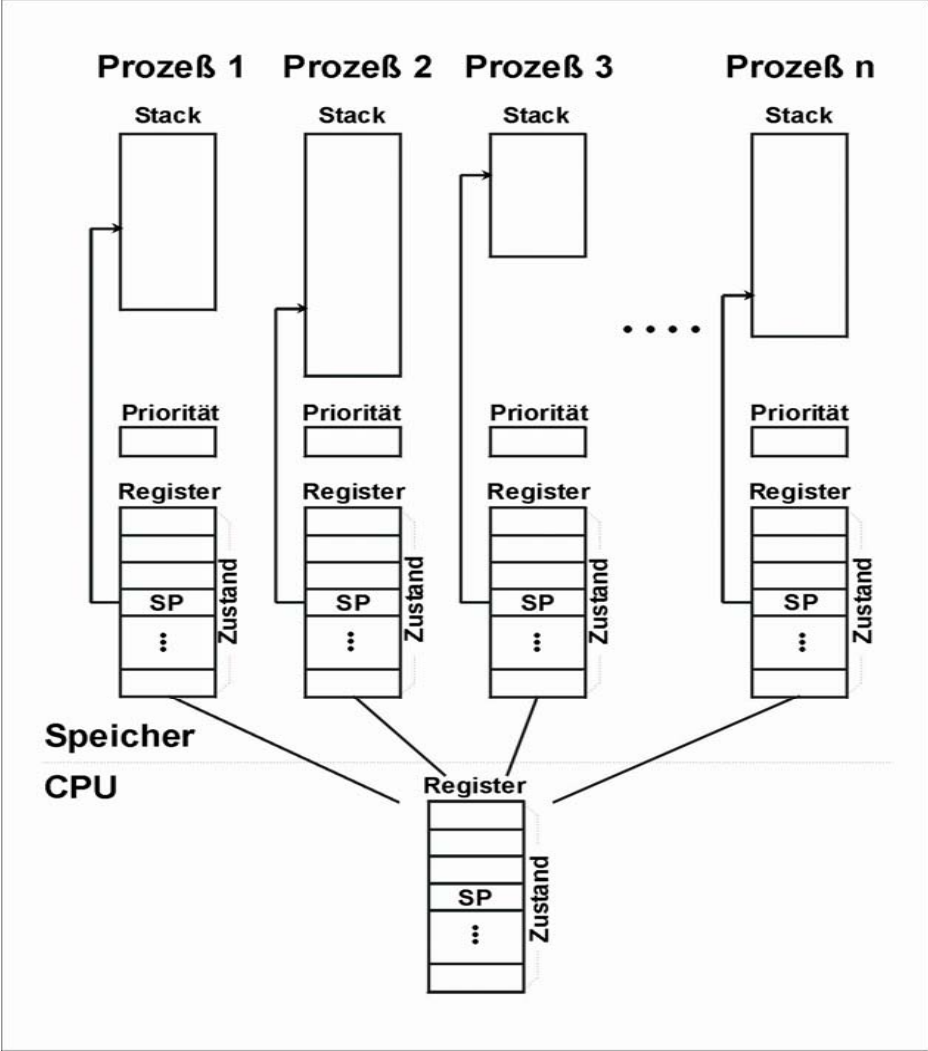 Prozeß 1 Prozeß 2 Prozeß 3 Prozeß n
Stack Stack Stack Stack
. . . .
Priorität Priorität Priorität Priorität
Register Register Register Register
Zustand Zustand Zustand Zustand
SP SP SP SP
... ... ... ...
Speicher
CPU
Register
Zustand
SP
...